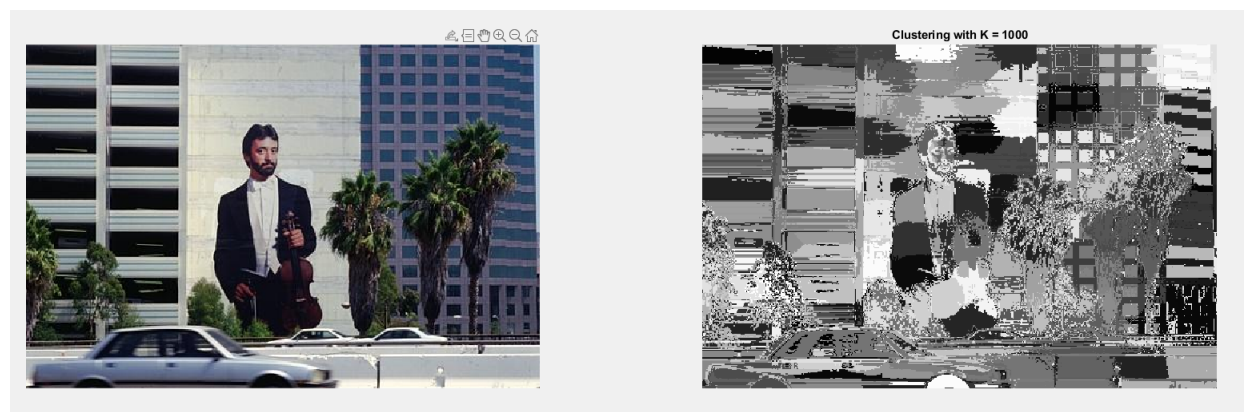 Clustering with K = 1000